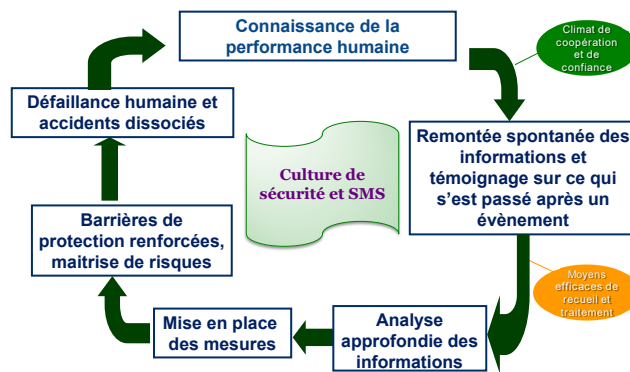 Connaissance de la
performance humaine
Climat de
coopération
et de
confiance
Défaillance humaine et
accidents dissociés
Remontée spontanée des
informations et
témoignage sur ce qui
s'est passé après un
évènement
Culture de
sécurité et SMS
Barrières de
protection renforcées,
maitrise de risques
Moyens
efficaces de
recueil et
traitement
Mise en place
des mesures
Analyse
approfondie des
informations